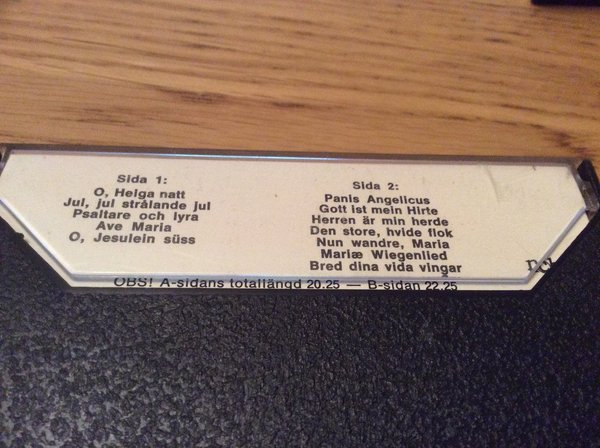 Sida 1:
O, Helga natt
Jul, jul strålande jul
Psaltare och lyra
Ave Maria
O, Jesulein süss
Sida 2:
Panis Angelicus
Gott ist mein Hirte
Herren är min herde
Den store, hvide flok
Nun wandre, Maria
Mariæ Wiegenlied
Bred dina vida vingar
OBS! A-sidans totallängd 20.25 — B-sidan 22.25